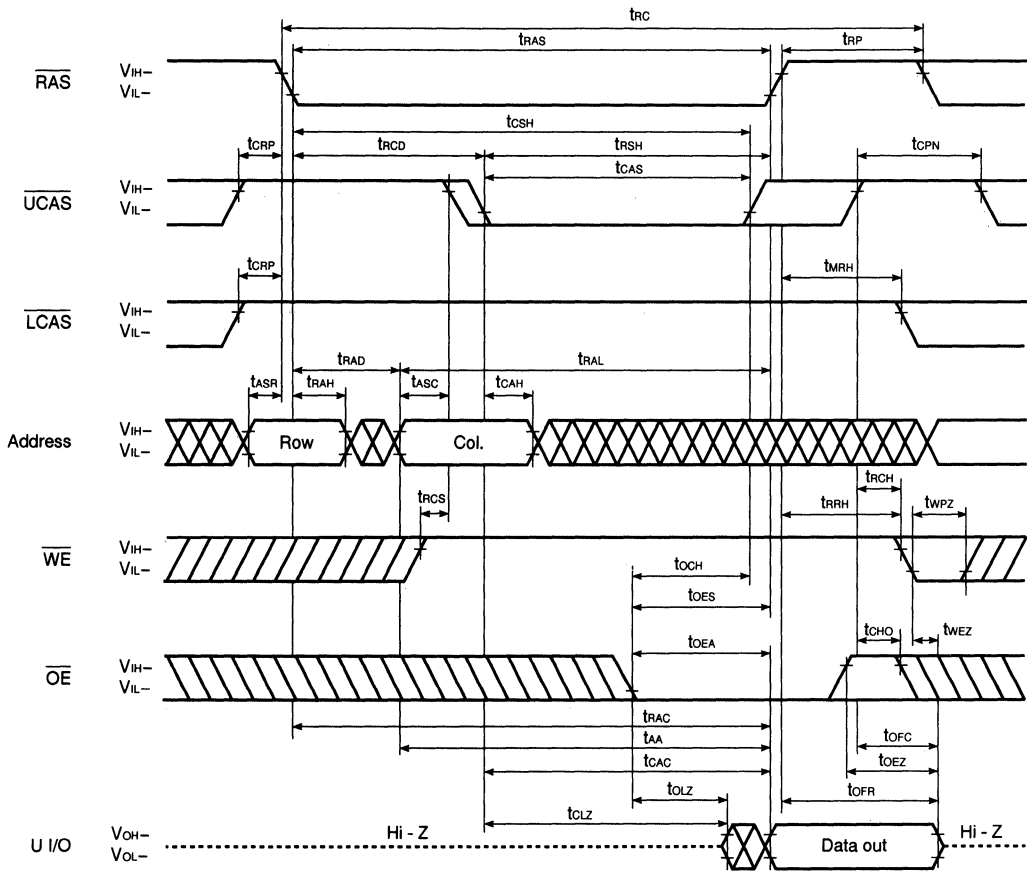 tRC
tRAS tRP
RAS VIH–
VIL–
tCSH
tCRP tRCD tRSH tCPN
tCAS
UCAS VIH–
VIL–
tCRP tMRH
LCAS VIH–
VIL–
tRAD tRAL
tASR tRAH tASC tCAH
Address VIH– Row Col.
VIL–
tRCH
tRCS tRRH tWPZ
WE VIH–
VIL–
tOCH
tOES
tCHO tWEZ
tOEA
OE VIH–
VIL–
tRAC
tAA tOFC
tCAC tOEZ
tOLZ tOFR
tCLZ
U I/O VOH– Hi - Z Data out Hi - Z
VOL–